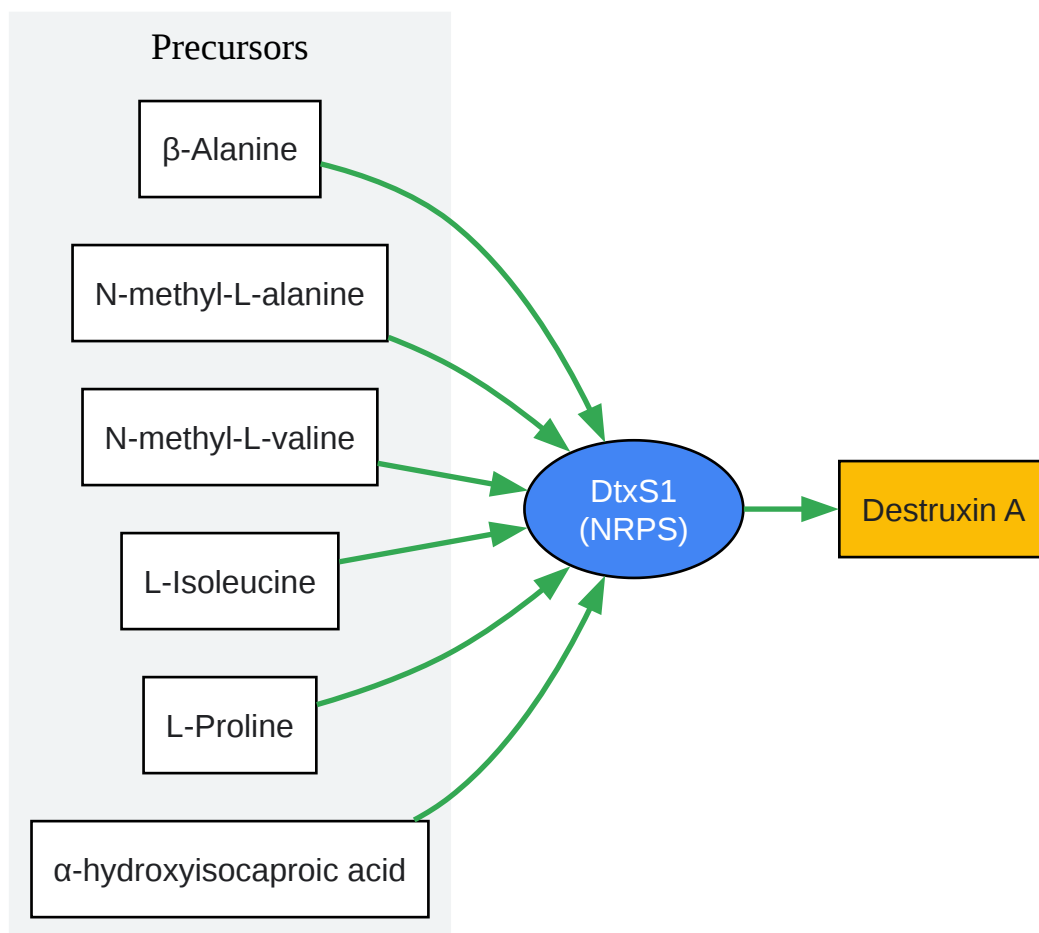 Precursors
β-Alanine
N-methyl-L-alanine
N-methyl-L-valine
L-Isoleucine
L-Proline
α-hydroxyisocaproic acid
DtxS1
(NRPS)
Destruxin A